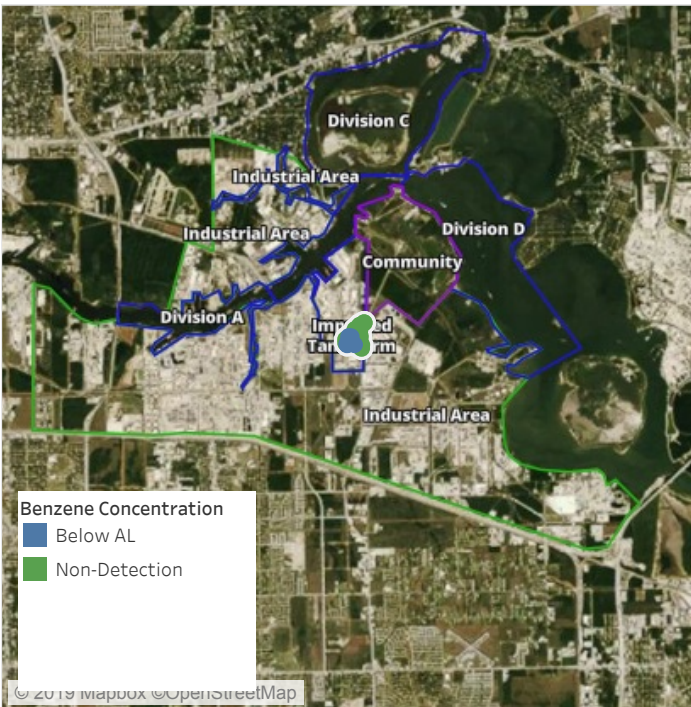 Division C
Industrial Area
Industrial Area
Division D
Community
Division A
Industrial Area
Benzene Concentration
Below AL
Non-Detection
© 2019 Mapbox ©OpenStreetMap